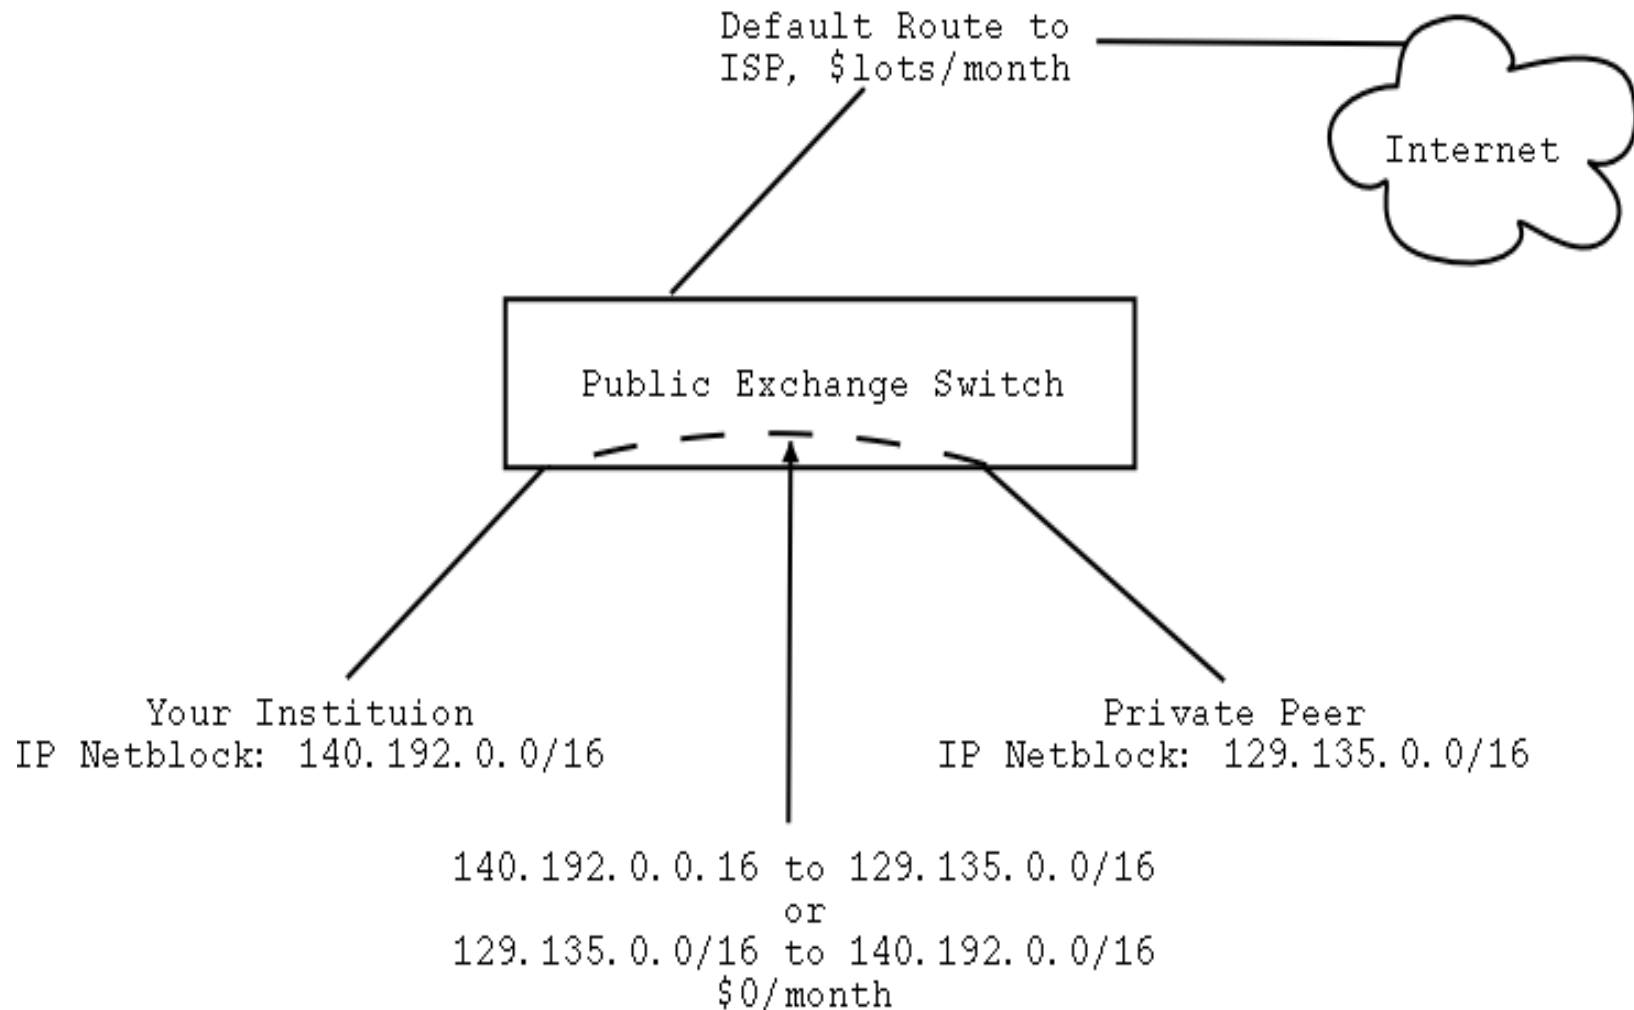 Default Route to
ISP, $lots/month
Internet
Public Exchange Switch
Your Instituion
IP Netblock: 140.192.0.0/16
Private Peer
IP Netblock: 129.135.0.0/16
140.192.0.0.16 to 129.135.0.0/16
or
129.135.0.0/16 to 140.192.0.0/16
$0/month